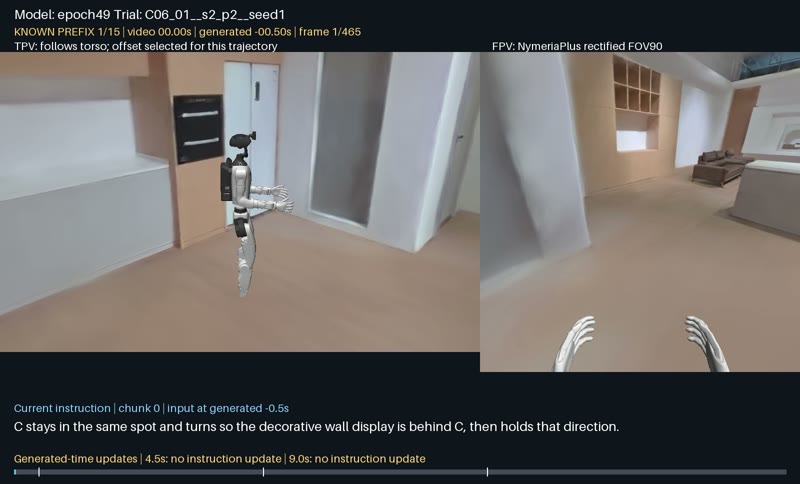 Model: epoch49 Trial: C06_01__s2_p2__seed1
KNOWN PREFIX 1/15 | video 00.00s | generated -00.50s | frame 1/465
TPV: follows torso; offset selected for this trajectory
FPV: NymeriaPlus rectified FOV90
Current instruction | chunk 0 | input at generated -0.5s
C stays in the same spot and turns so the decorative wall display is behind C, then holds that direction.
Generated-time updates | 4.5s: no instruction update | 9.0s: no instruction update